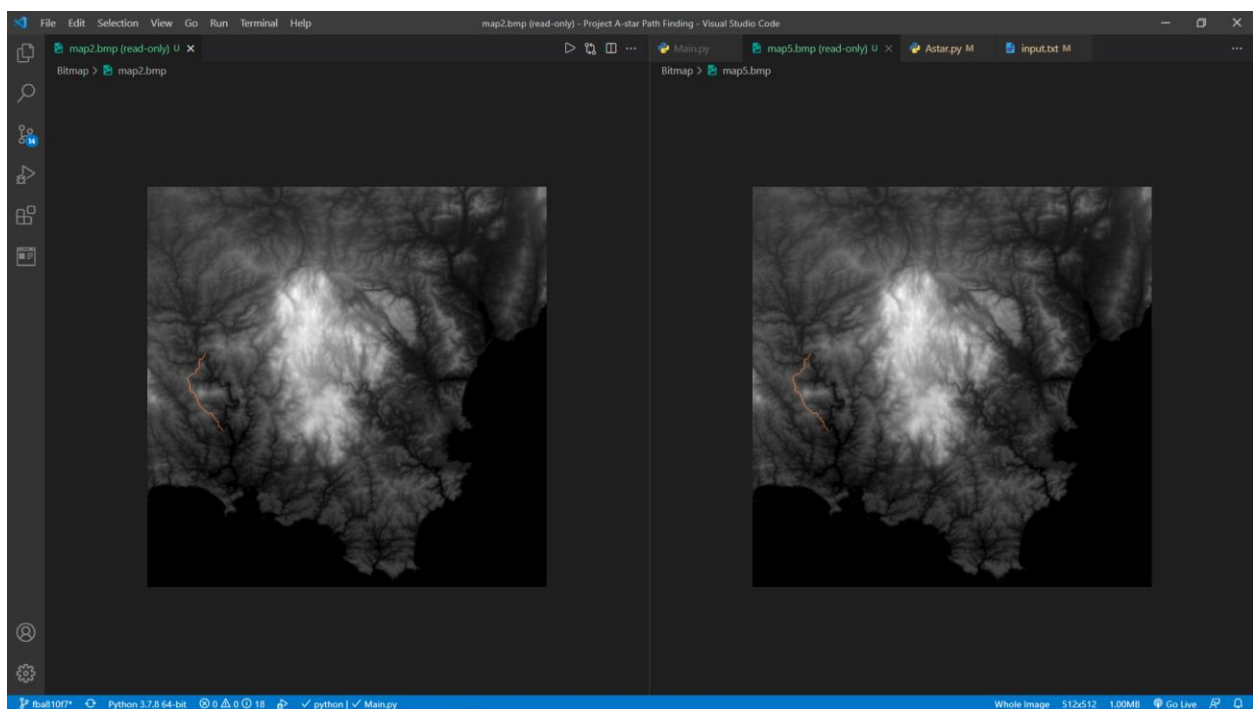 File Edit Selection View Go Run Terminal Help map2.bmp (read-only) - Project A-star Path Finding - Visual Studio Code
map2.bmp (read-only) U
Main.py map5.bmp (read-only) U Astar.py M input.txt M
Bitmap > map2.bmp
Bitmap > map5.bmp
14
fba810f7* Python 3.7.8 64-bit 0 0 18 python | Main.py Whole Image 512x512 1.00MB Go Live